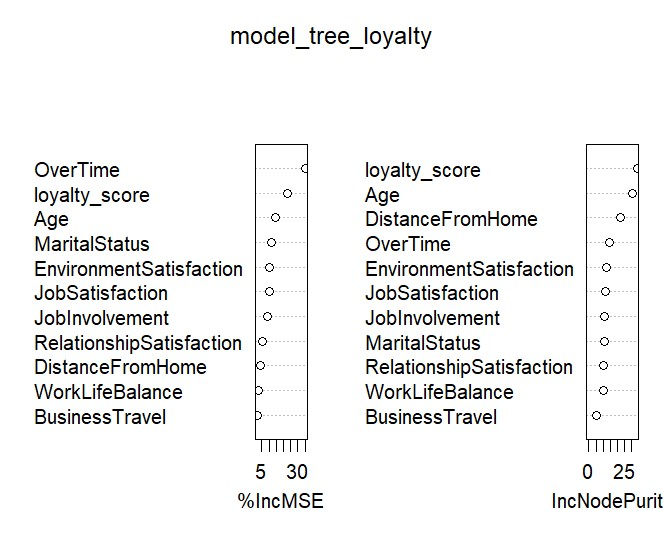 model_tree_loyalty
OverTime
loyalty_score
Age
MaritalStatus
EnvironmentSatisfaction
JobSatisfaction
JobInvolvement
RelationshipSatisfaction
DistanceFromHome
WorkLifeBalance
BusinessTravel
5 30
%IncMSE
loyalty_score
Age
DistanceFromHome
OverTime
EnvironmentSatisfaction
JobSatisfaction
JobInvolvement
MaritalStatus
RelationshipSatisfaction
WorkLifeBalance
BusinessTravel
0 25
IncNodePurit